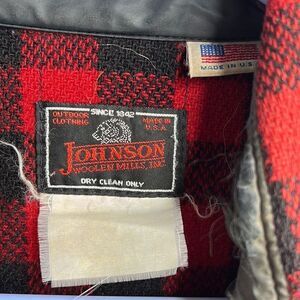 MADE IN U.S.A.
SINCE 1842
OUTDOOR
CLOTHING
MADE IN
U.S.A.
JOHNSON
WOOLEN MILLS, INC.
DRY CLEAN ONLY